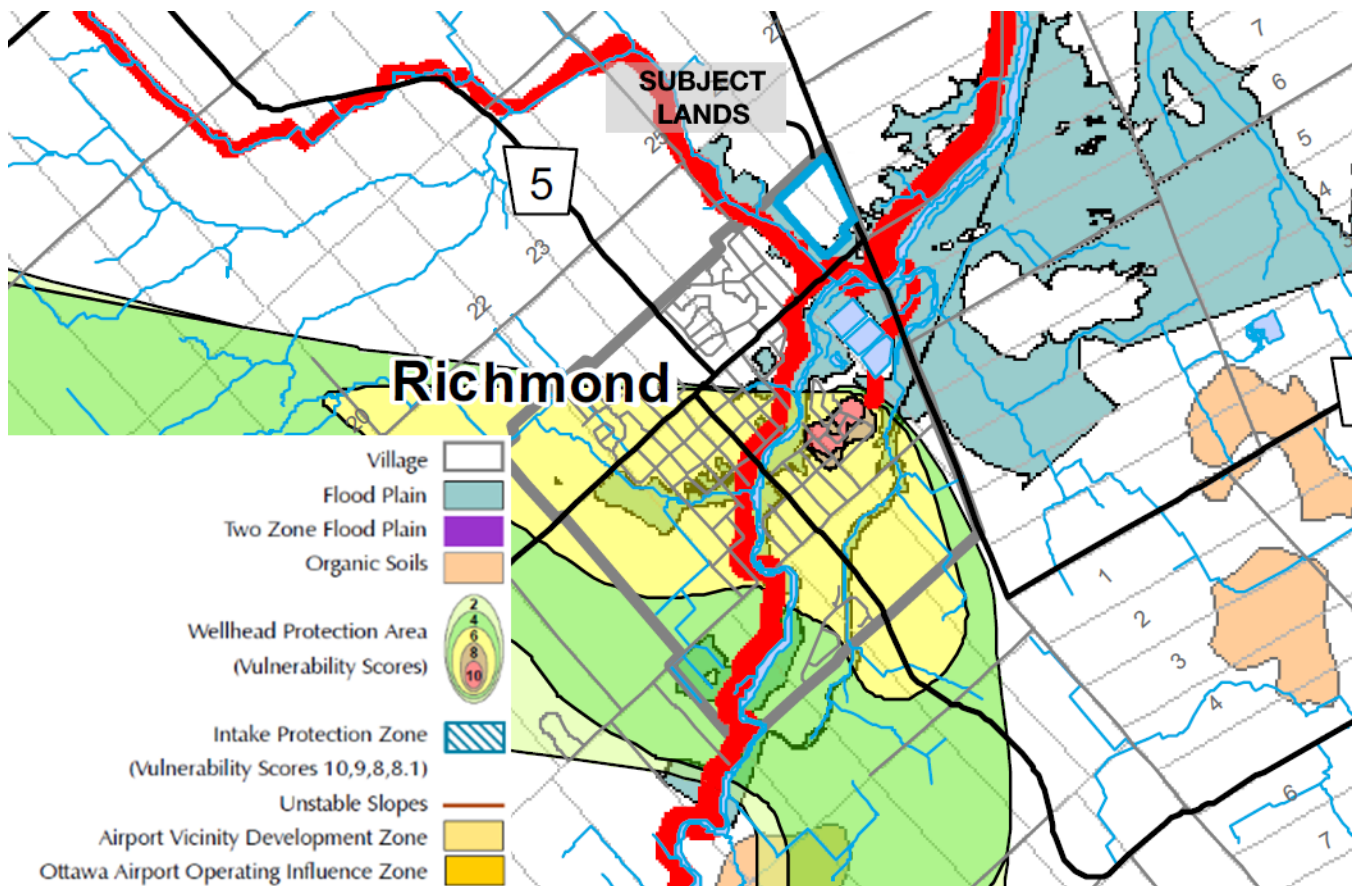 7
6
5
4
SUBJECT
LANDS
25
5
23
22
20
Richmond
Village
Flood Plain
Two Zone Flood Plain
Organic Soils
Wellhead Protection Area
(Vulnerability Scores)
2
4
6
8
10
Intake Protection Zone
(Vulnerability Scores 10,9,8,8.1)
Unstable Slopes
Airport Vicinity Development Zone
Ottawa Airport Operating Influence Zone
1
2
3
4
6
7